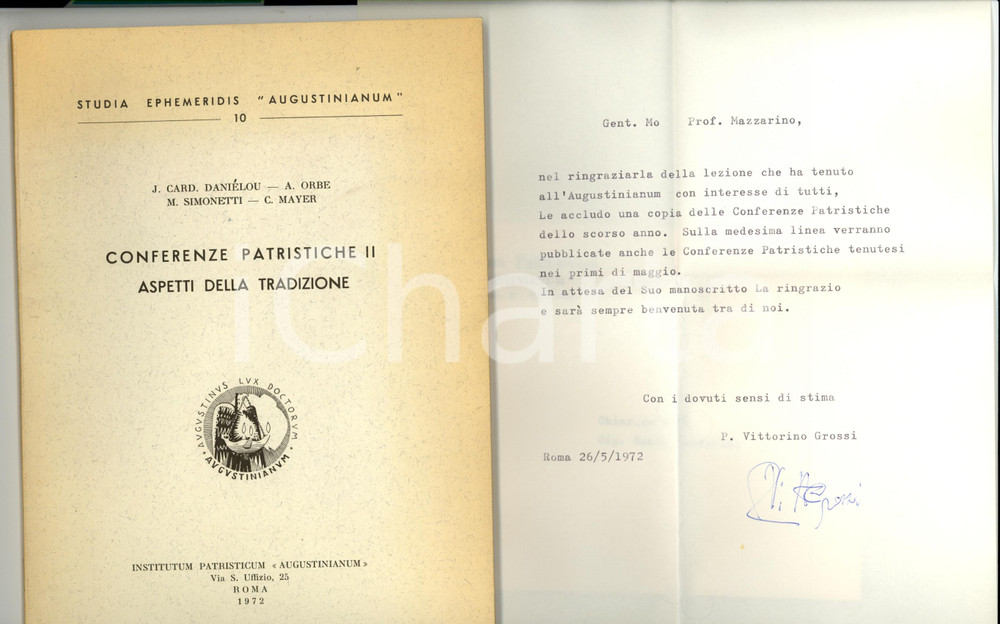 STUDIA EPHEMERIDIS "AUGUSTINIANUM"
10
J. CARD. DANIÉLOU — A. ORBE
M. SIMONETTI — C. MAYER
CONFERENZE PATRISTICHE II
ASPETTI DELLA TRADIZIONE
AVGVSTINVS LVX DOCTORVM
AVGVSTINIANVM
INSTITUTUM PATRISTICUM « AUGUSTINIANUM »
Via S. Uffizio, 25
ROMA
1972
Gent. Mo Prof. Mazzarino,
nel ringraziarla della lezione che ha tenuto
all'Augustinianum con interesse di tutti,
Le accludo una copia delle Conferenze Patristiche
dello scorso anno. Sulla medesima linea verranno
pubblicate anche le Conferenze Patristiche tenutesi
nei primi di maggio.
In attesa del Suo manoscritto La ringrazio
e sarà sempre benvenuta tra di noi.
Con i dovuti sensi di stima
P. Vittorino Grossi
Roma 26/5/1972
iCharta